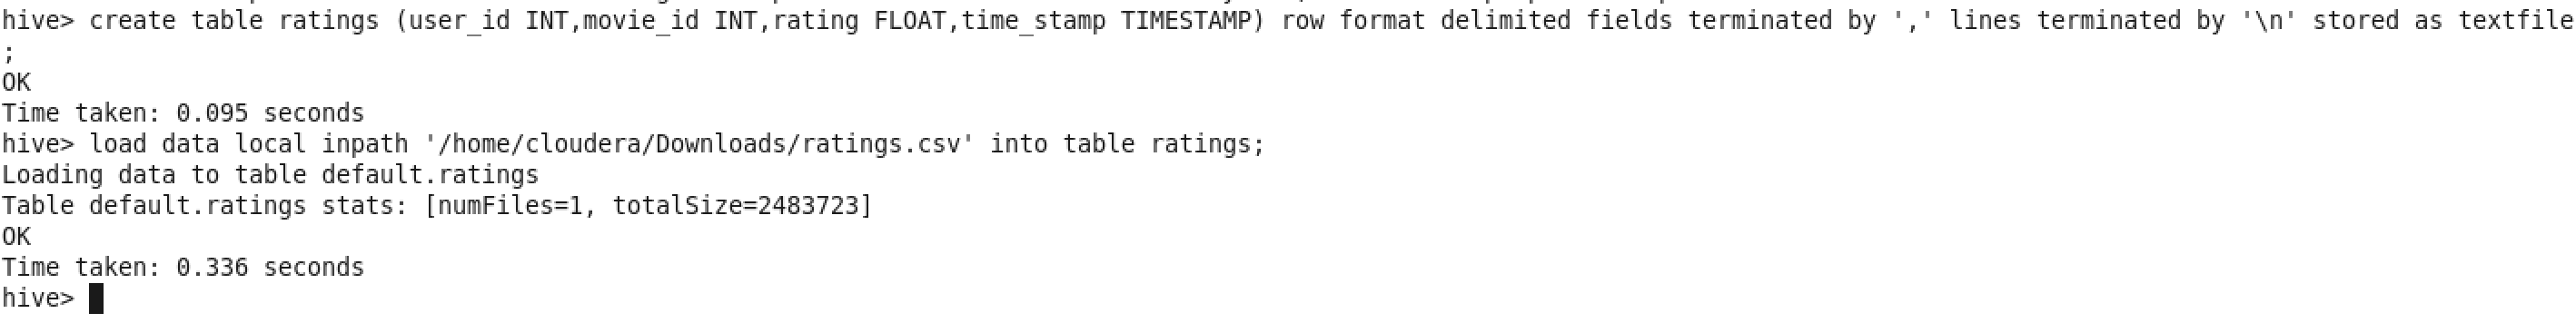 hive> create table ratings (user_id INT,movie_id INT,rating FLOAT,time_stamp TIMESTAMP) row format delimited fields terminated by ',' lines terminated by '\n' stored as textfile
;
OK
Time taken: 0.095 seconds
hive> load data local inpath '/home/cloudera/Downloads/ratings.csv' into table ratings;
Loading data to table default.ratings
Table default.ratings stats: [numFiles=1, totalSize=2483723]
OK
Time taken: 0.336 seconds
hive>